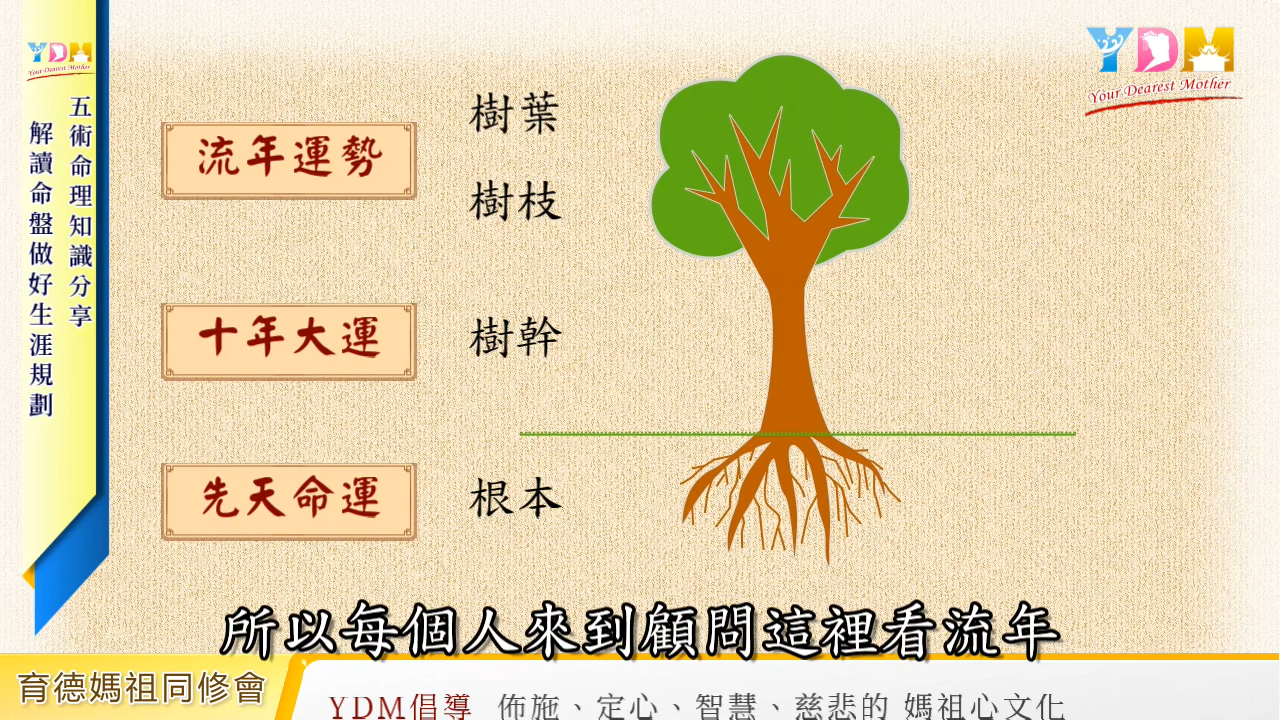 YDM
Your Dearest Mother
五術命理知識分享
解讀命盤做好生涯規劃
YDM
Your Dearest Mother
流年運勢
樹葉
樹枝
十年大運
樹幹
先天命運
根本
所以每個人來到顧問這裡看流年
育德媽祖同修會
YDM倡導 佈施、定心、智慧、慈悲的 媽祖心文化